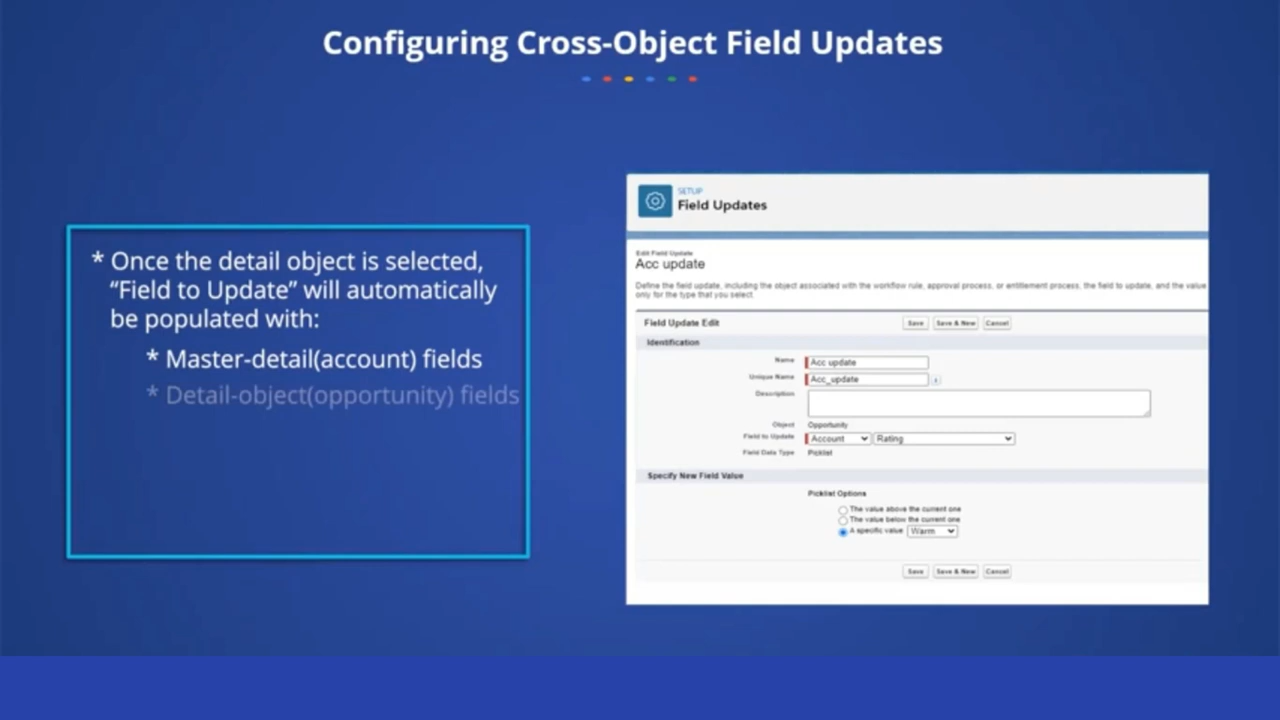 Configuring Cross-Object Field Updates
* Once the detail object is selected,
“Field to Update” will automatically
be populated with:
* Master-detail(account) fields
* Detail-object(opportunity) fields
SETUP
Field Updates
Edit Field Update
Acc update
Define the field update, including the object associated with the workflow rule, approval process, or entitlement process, the field to update, and the value
only for the type that you select.
Field Update Edit
Save
Save & New
Cancel
Identification
Name
Acc update
Unique Name
Acc_update
i
Description
Object
Opportunity
Field to Update
Account
Rating
Field Data Type
Picklist
Specify New Field Value
Picklist Options
The value above the current one
The value below the current one
A specific value
Warm
Save
Save & New
Cancel